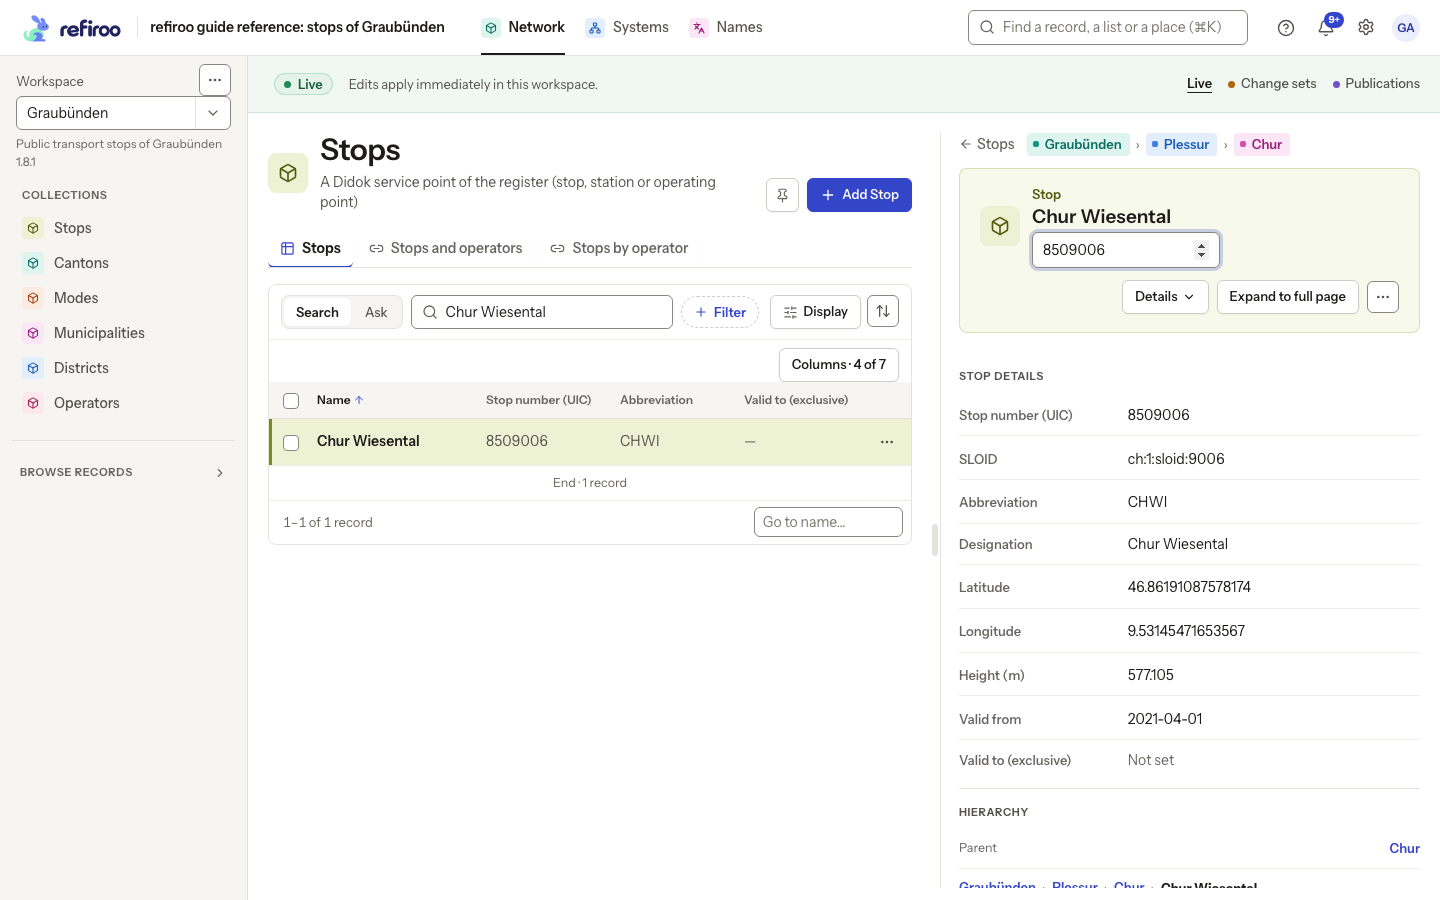 refiroo
refiroo guide reference: stops of Graubünden
Network
Systems
Names
Find a record, a list or a place (⌘K)
9+
GA
Workspace
Graubünden
Public transport stops of Graubünden
1.8.1
COLLECTIONS
Stops
Cantons
Modes
Municipalities
Districts
Operators
BROWSE RECORDS
Live
Edits apply immediately in this workspace.
Live
Change sets
Publications
Stops
A Didok service point of the register (stop, station or operating
point)
Add Stop
Stops
Stops and operators
Stops by operator
Search
Ask
Chur Wiesental
Filter
Display
Columns · 4 of 7
Name
Stop number (UIC)
Abbreviation
Valid to (exclusive)
Chur Wiesental
8509006
CHWI
—
End · 1 record
1–1 of 1 record
Go to name...
Stops
Graubünden › Plessur › Chur
Stop
Chur Wiesental
8509006
Details
Expand to full page
STOP DETAILS
Stop number (UIC) 8509006
SLOID ch:1:sloid:9006
Abbreviation CHWI
Designation Chur Wiesental
Latitude 46.86191087578174
Longitude 9.53145471653567
Height (m) 577.105
Valid from 2021-04-01
Valid to (exclusive) Not set
HIERARCHY
Parent Chur
Graubünden › Plessur › Chur › Chur Wiesental